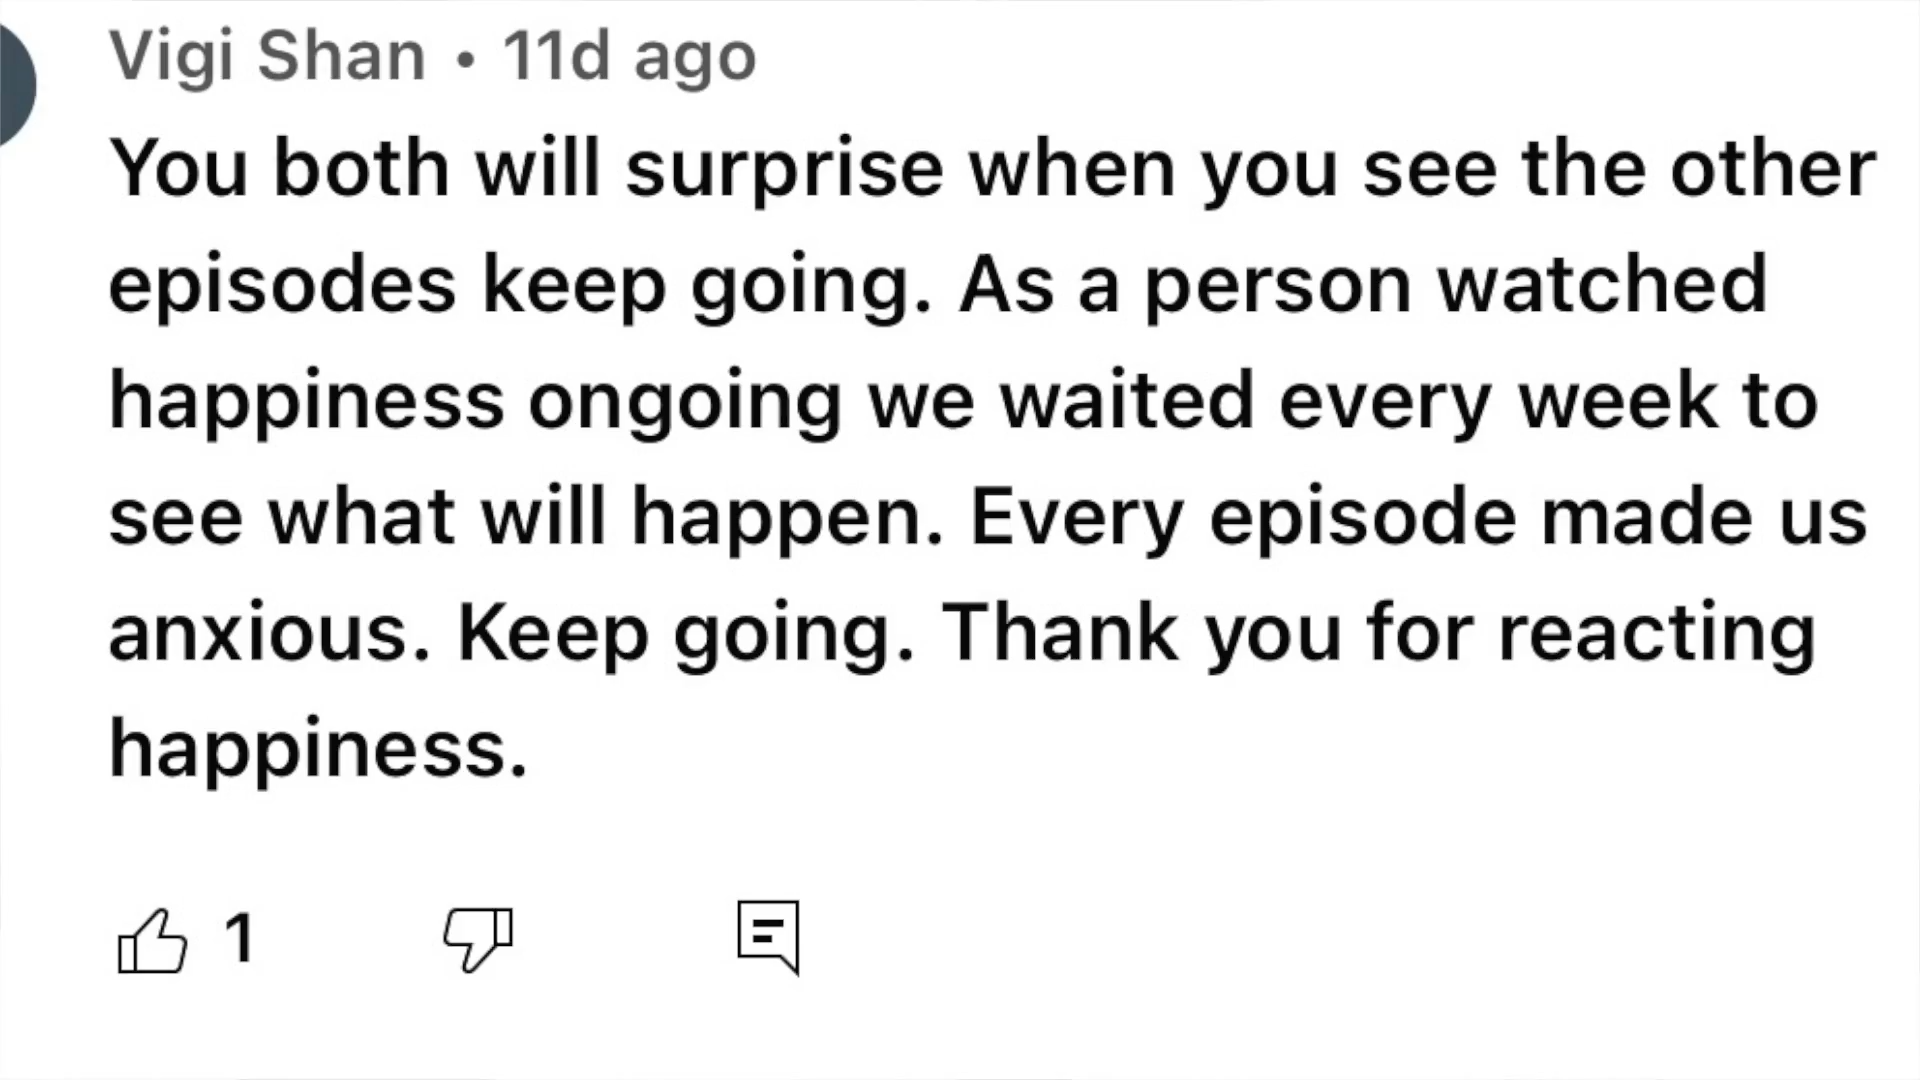 Vigi Shan • 11d ago
You both will surprise when you see the other
episodes keep going. As a person watched
happiness ongoing we waited every week to
see what will happen. Every episode made us
anxious. Keep going. Thank you for reacting
happiness.
1